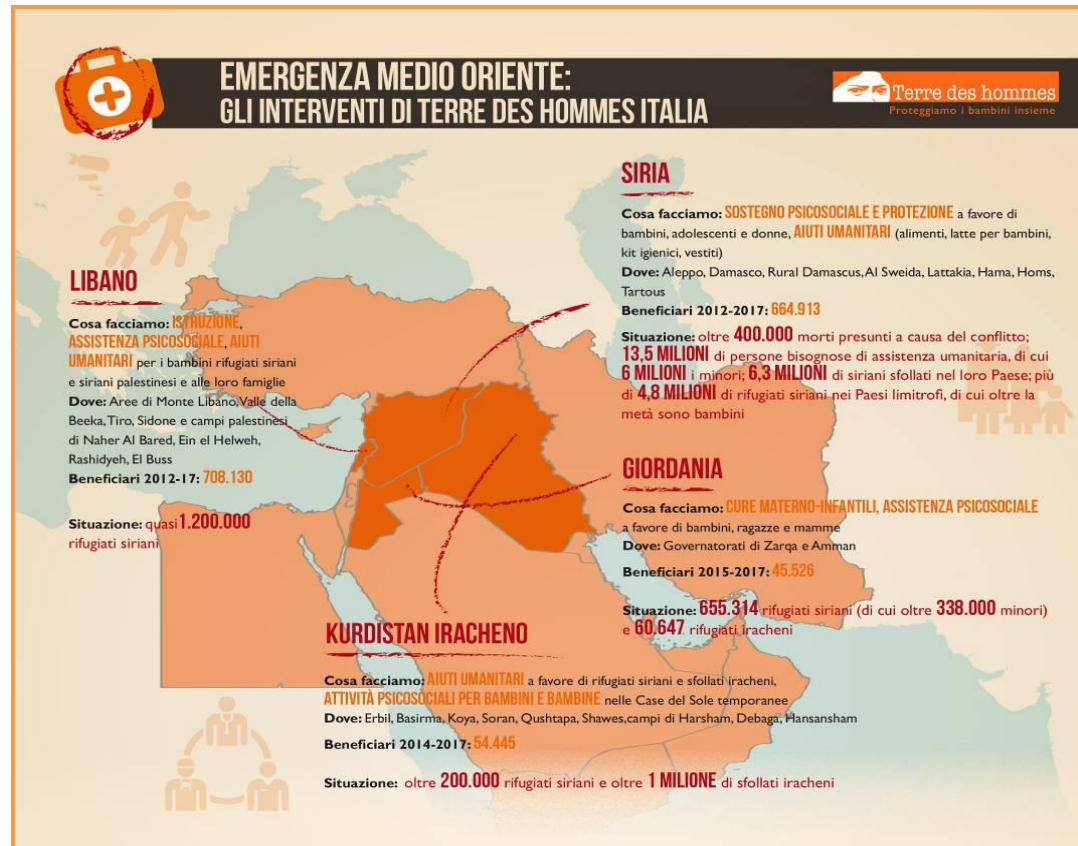 EMERGENZA MEDIO ORIENTE:
GLI INTERVENTI DI TERRE DES HOMMES ITALIA
Terre des hommes
Proteggiamo i bambini insieme
SIRIA
Cosa facciamo: SOSTEGNO PSICOSOCIALE E PROTEZIONE a favore di
bambini, adolescenti e donne, AIUTI UMANITARI (alimenti, latte per bambini,
kit igienici, vestiti)
Dove: Aleppo, Damasco, Rural Damascus, Al Sweida, Lattakia, Hama, Homs,
Tartous
Beneficiari 2012-2017: 664.913
Situazione: oltre 400.000 morti presunti a causa del conflitto;
13,5 MILIONI di persone bisognose di assistenza umanitaria, di cui
6 MILIONI i minori; 6,3 MILIONI di siriani sfollati nel loro Paese; più
di 4,8 MILIONI di rifugiati siriani nei Paesi limitrofi, di cui oltre la
metà sono bambini
LIBANO
Cosa facciamo: ISTRUZIONE,
ASSISTENZA PSICOSOCIALE, AIUTI
UMANITARI per i bambini rifugiati siriani
e siriani palestinesi e alle loro famiglie
Dove: Aree di Monte Libano, Valle della
Beeka, Tiro, Sidone e campi palestinesi
di Naher Al Bared, Ein el Helweh,
Rashidyeh, El Buss
Beneficiari 2012-17: 708.130
Situazione: quasi 1.200.000
rifugiati siriani
GIORDANIA
Cosa facciamo: CURE MATERNO-INFANTILI, ASSISTENZA PSICOSOCIALE
a favore di bambini, ragazze e mamme
Dove: Governatorati di Zarqa e Amman
Beneficiari 2015-2017: 45.526
Situazione: 655.314 rifugiati siriani (di cui oltre 338.000 minori)
e 60.647 rifugiati iracheni
KURDISTAN IRACHENO
Cosa facciamo: AIUTI UMANITARI a favore di rifugiati siriani e sfollati iracheni,
ATTIVITÀ PSICOSOCIALI PER BAMBINI E BAMBINE nelle Case del Sole temporanee
Dove: Erbil, Basirma, Koya, Soran, Qushtapa, Shawes,campi di Harsham, Debaga, Hansansham
Beneficiari 2014-2017: 54.445
Situazione: oltre 200.000 rifugiati siriani e oltre 1 MILIONE di sfollati iracheni